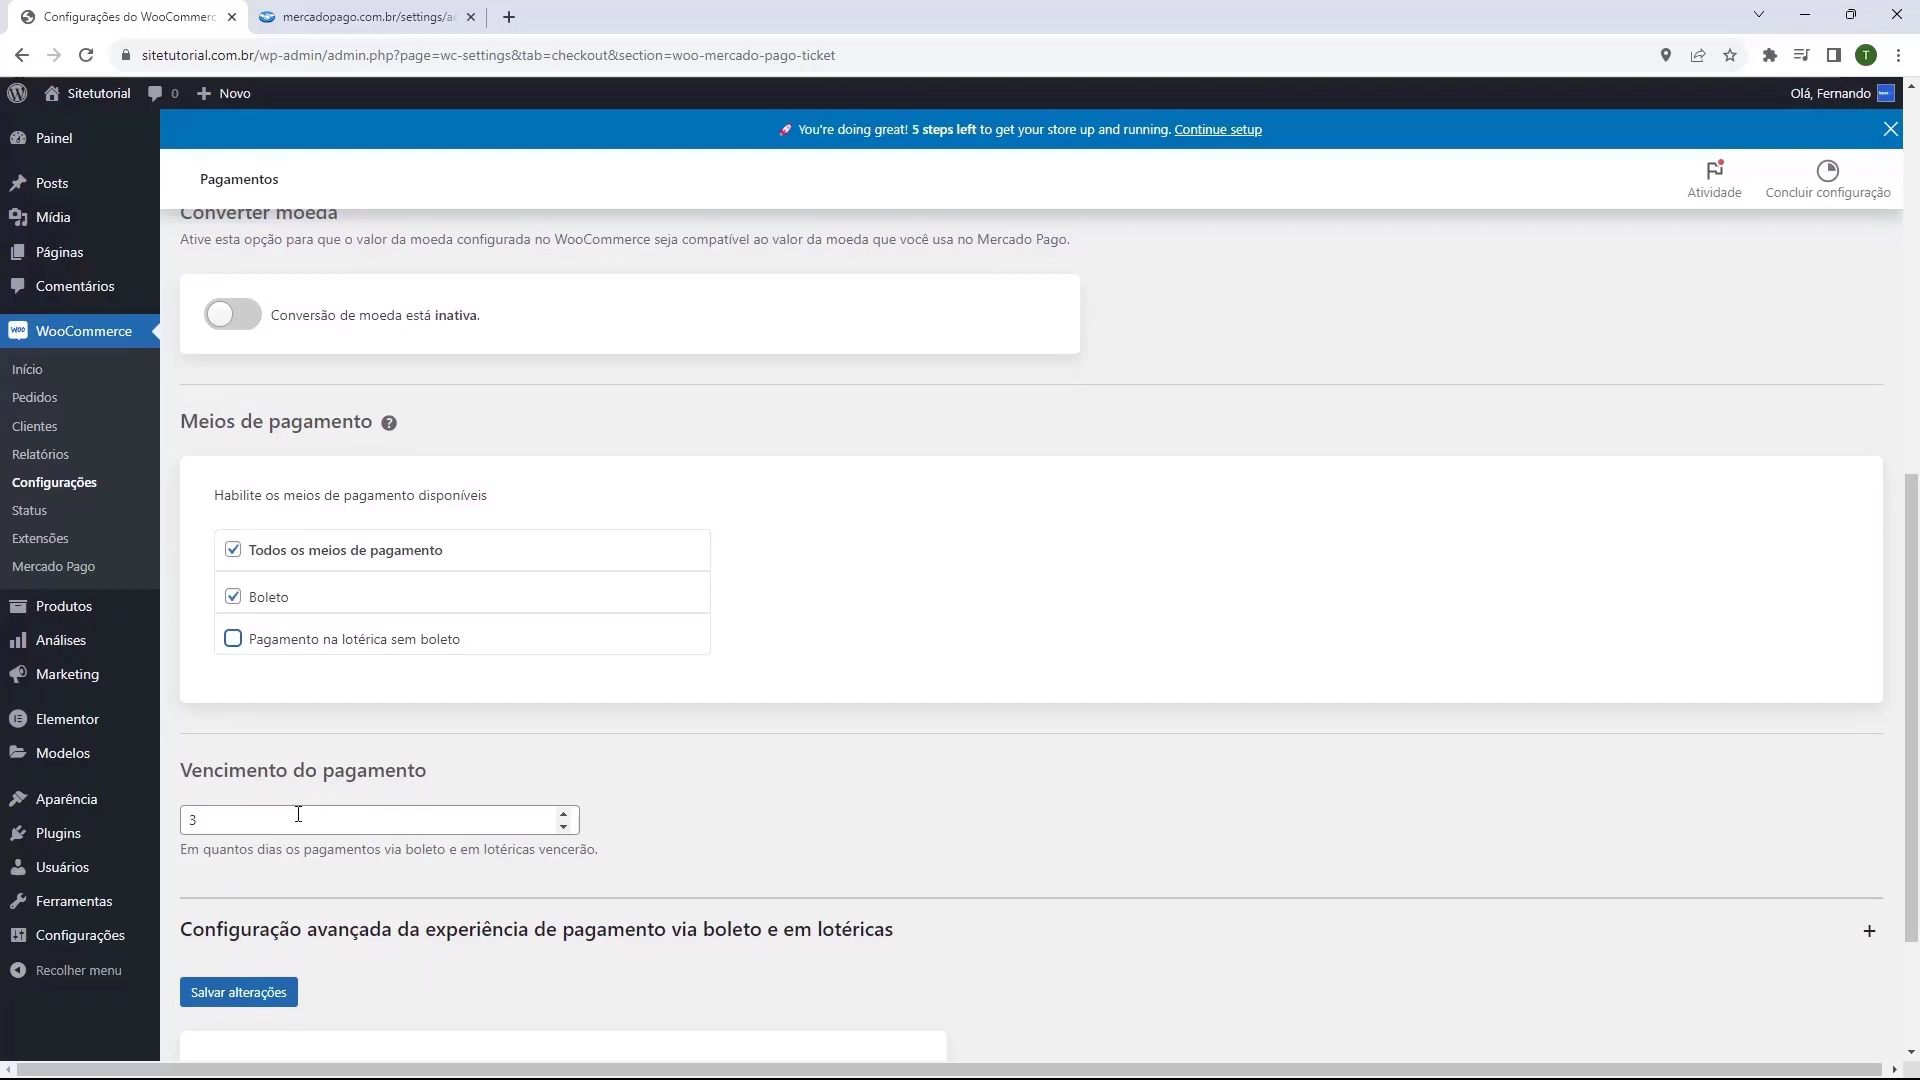 Configurações do WooCommerc
mercadopago.com.br/settings/ac
sitetutorial.com.br/wp-admin/admin.php?page=wc-settings&tab=checkout&section=woo-mercado-pago-ticket
T
Sitetutorial
0
Novo
Olá, Fernando
You're doing great! 5 steps left to get your store up and running. Continue setup
Painel
Posts
Mídia
Páginas
Comentários
WooCommerce
Início
Pedidos
Clientes
Relatórios
Configurações
Status
Extensões
Mercado Pago
Produtos
Análises
Marketing
Elementor
Modelos
Aparência
Plugins
Usuários
Ferramentas
Configurações
Recolher menu
Pagamentos
Atividade
Concluir configuração
Converter moeda
Ative esta opção para que o valor da moeda configurada no WooCommerce seja compatível ao valor da moeda que você usa no Mercado Pago.
Conversão de moeda está inativa.
Meios de pagamento ?
Habilite os meios de pagamento disponíveis
Todos os meios de pagamento
Boleto
Pagamento na lotérica sem boleto
Vencimento do pagamento
3
Em quantos dias os pagamentos via boleto e em lotéricas vencerão.
Configuração avançada da experiência de pagamento via boleto e em lotéricas
+
Salvar alterações